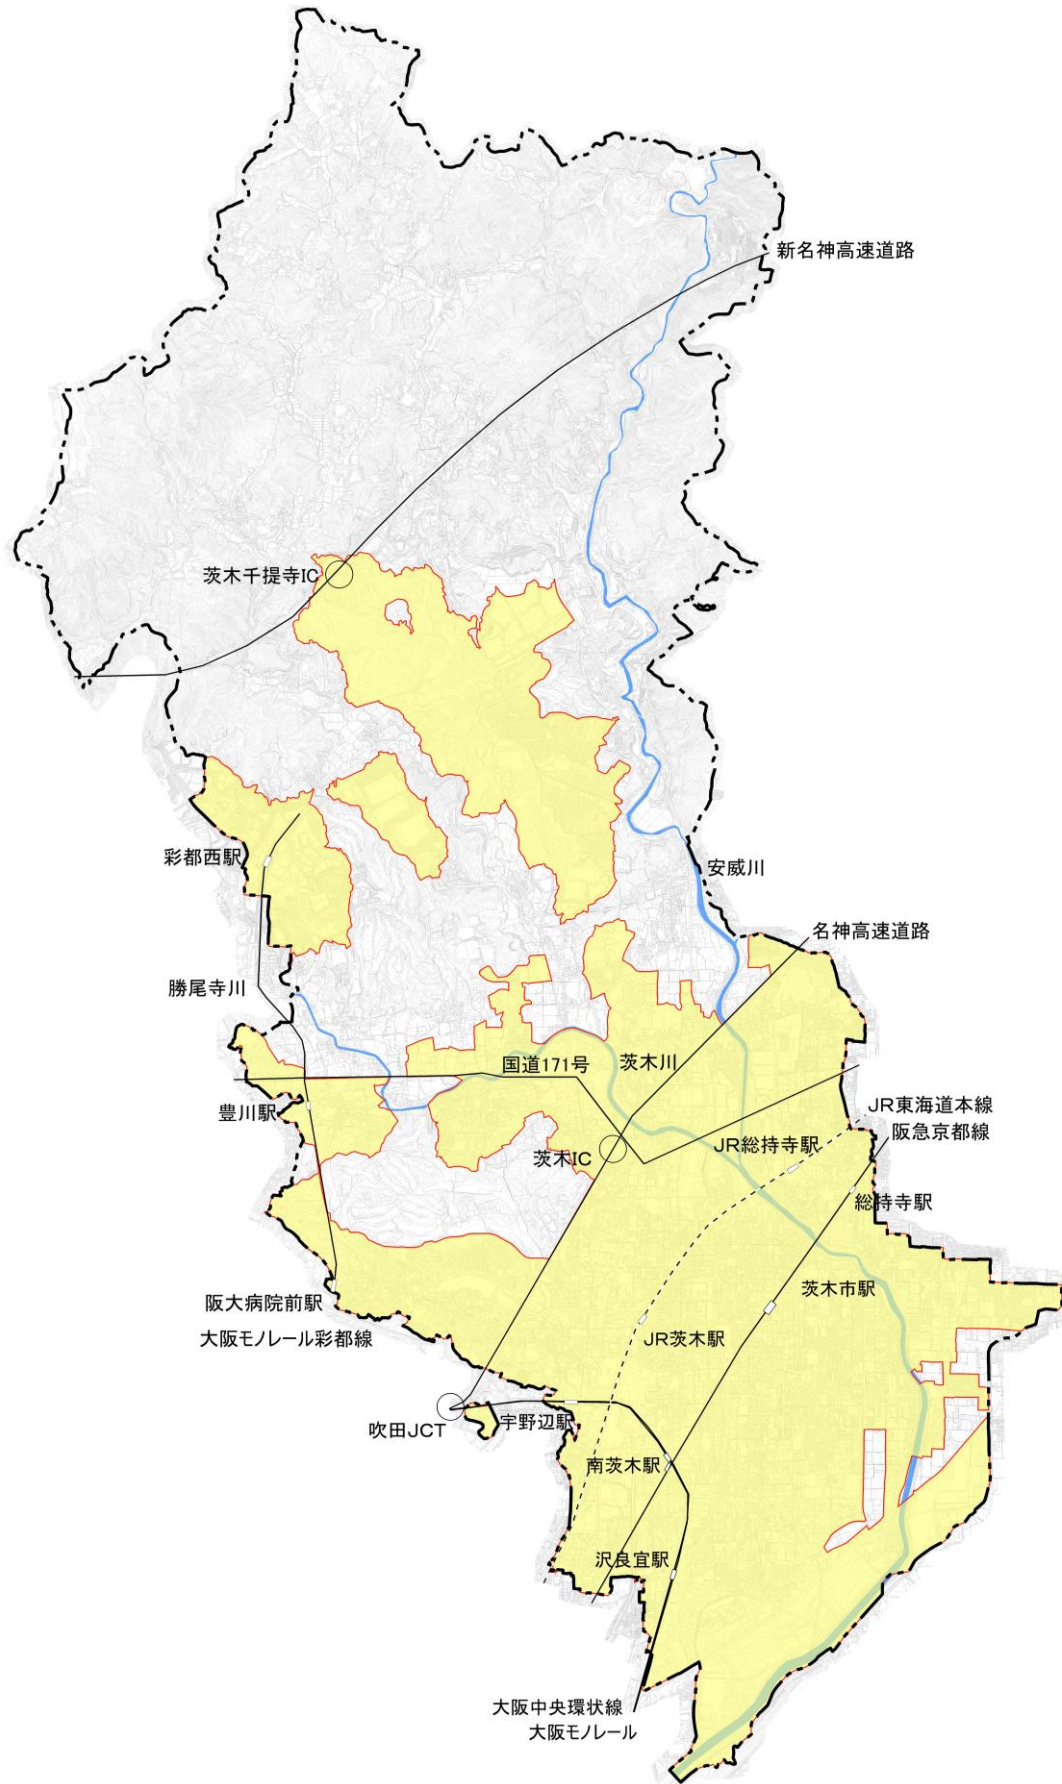 新名神高速道路
茨木千提寺IC
彩都西駅
安威川
名神高速道路
勝尾寺川
国道171号
茨木川
豊川駅
JR東海道本線
阪急京都線
JR総持寺駅
茨木IC
総持寺駅
茨木市駅
阪大病院前駅
大阪モノレール彩都線
JR茨木駅
吹田JCT
宇野辺駅
南茨木駅
沢良宜駅
大阪中央環状線
大阪モノレール